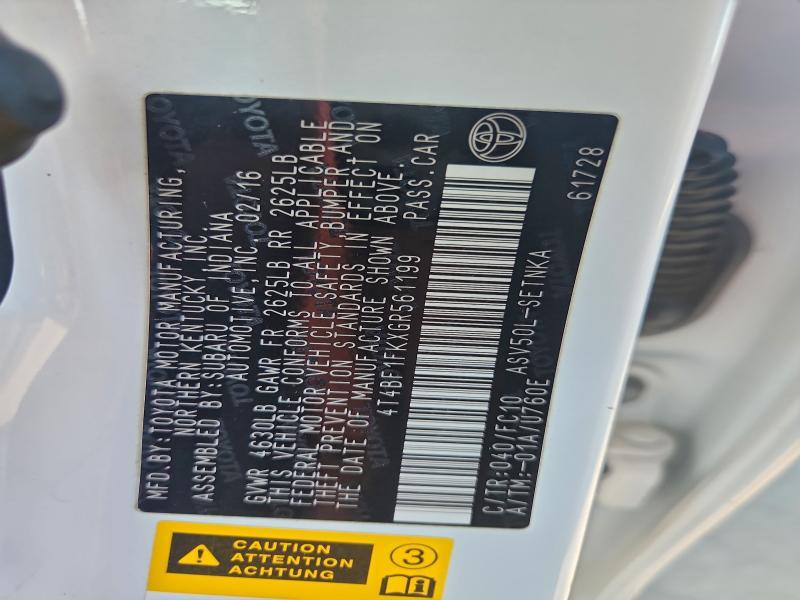 MFD.BY:TOYOTA MOTOR MANUFACTURING,
NORTHERN KENTUCKY INC.
ASSEMBLED BY:SUBARU OF INDIANA
AUTOMOTIVE,INC. 02/16
GVWR 4630LB GAWR FR 2625LB RR 2625LB
THIS VEHICLE CONFORMS TO ALL APPLICABLE
FEDERAL MOTOR VEHICLE SAFETY,BUMPER,AND
THEFT PREVENTION STANDARDS IN EFFECT ON
THE DATE OF MANUFACTURE SHOWN ABOVE.
4T4BF1FKXGR561199 PASS.CAR
C/TR:040/FC10 ASV50L-SETNKA
A/TM:-01A/U760E 61728
CAUTION
ATTENTION
ACHTUNG
3